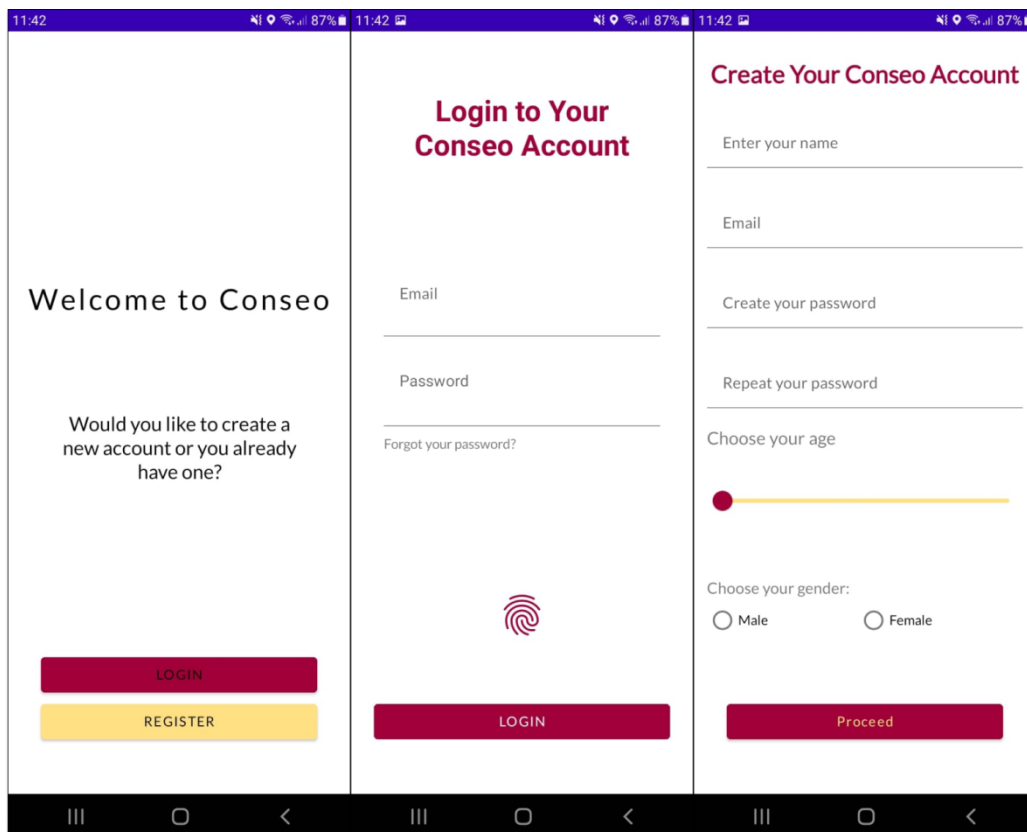 11:42
87%
Welcome to Conseo
Would you like to create a
new account or you already
have one?
LOGIN
REGISTER
11:42
87%
Login to Your
Conseo Account
Email
Password
Forgot your password?
LOGIN
11:42
87%
Create Your Conseo Account
Enter your name
Email
Create your password
Repeat your password
Choose your age
Choose your gender:
Male
Female
Proceed